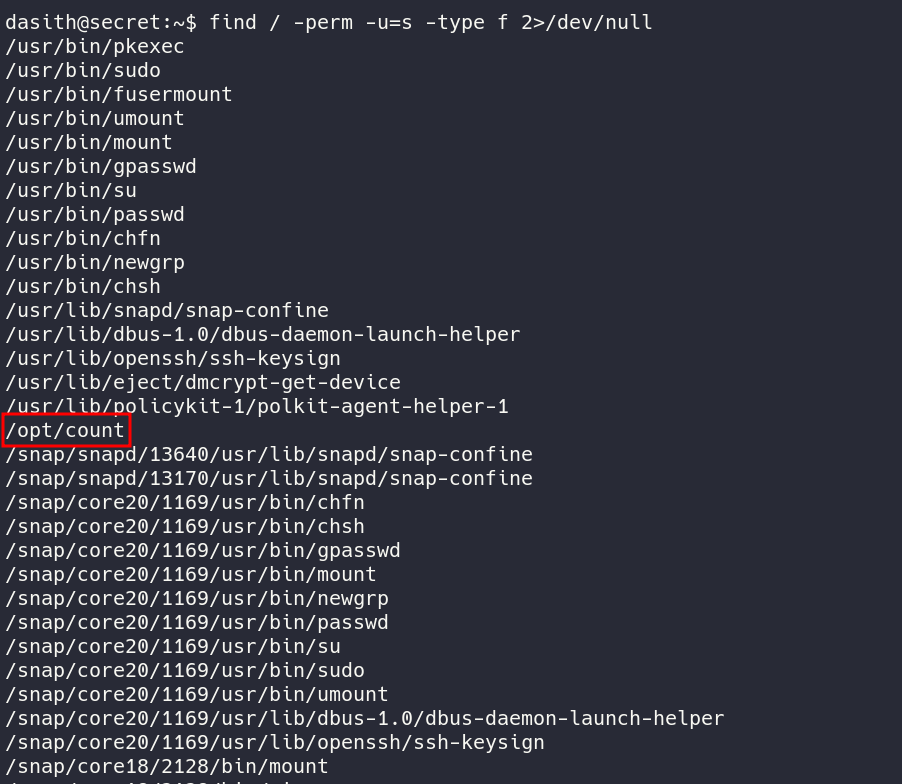 dasith@secret:~$ find / -perm -u=s -type f 2>/dev/null
/usr/bin/pkexec
/usr/bin/sudo
/usr/bin/fusermount
/usr/bin/umount
/usr/bin/mount
/usr/bin/gpasswd
/usr/bin/su
/usr/bin/passwd
/usr/bin/chfn
/usr/bin/newgrp
/usr/bin/chsh
/usr/lib/snapd/snap-confine
/usr/lib/dbus-1.0/dbus-daemon-launch-helper
/usr/lib/openssh/ssh-keysign
/usr/lib/eject/dmcrypt-get-device
/usr/lib/policykit-1/polkit-agent-helper-1
/opt/count
/snap/snapd/13640/usr/lib/snapd/snap-confine
/snap/snapd/13170/usr/lib/snapd/snap-confine
/snap/core20/1169/usr/bin/chfn
/snap/core20/1169/usr/bin/chsh
/snap/core20/1169/usr/bin/gpasswd
/snap/core20/1169/usr/bin/mount
/snap/core20/1169/usr/bin/newgrp
/snap/core20/1169/usr/bin/passwd
/snap/core20/1169/usr/bin/su
/snap/core20/1169/usr/bin/sudo
/snap/core20/1169/usr/bin/umount
/snap/core20/1169/usr/lib/dbus-1.0/dbus-daemon-launch-helper
/snap/core20/1169/usr/lib/openssh/ssh-keysign
/snap/core18/2128/bin/mount